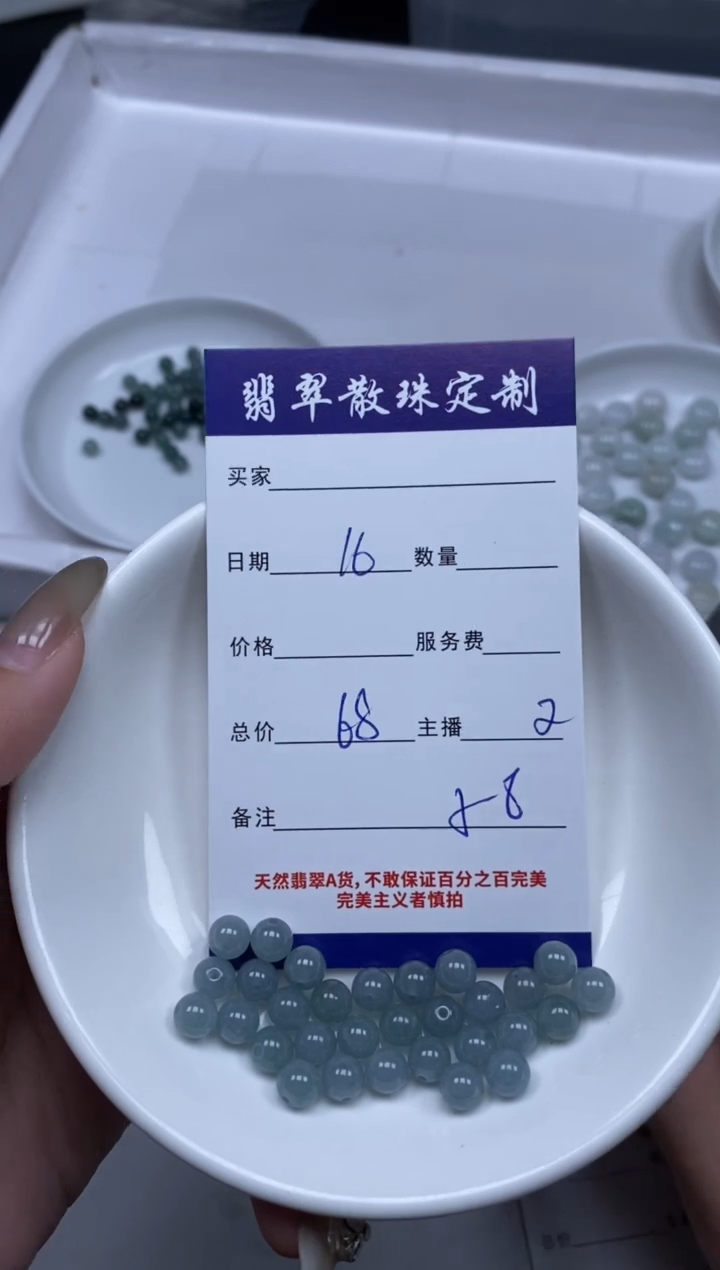 翡翠散珠定制
买家
日期 16 数量
价格 服务费
总价 68 主播 2
备注 8-8
天然翡翠A货,不敢保证百分之百完美
完美主义者慎拍